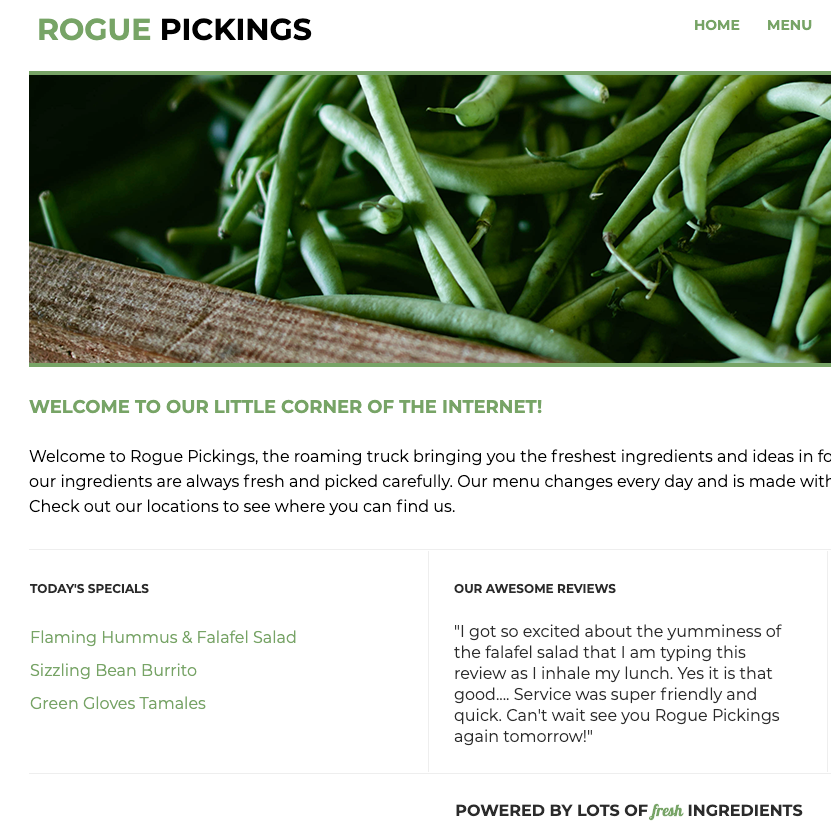 ROGUE PICKINGS
HOME MENU
WELCOME TO OUR LITTLE CORNER OF THE INTERNET!
Welcome to Rogue Pickings, the roaming truck bringing you the freshest ingredients and ideas in
our ingredients are always fresh and picked carefully. Our menu changes every day and is made with
Check out our locations to see where you can find us.
TODAY'S SPECIALS
Flaming Hummus & Falafel Salad
Sizzling Bean Burrito
Green Gloves Tamales
OUR AWESOME REVIEWS
"I got so excited about the yumminess of
the falafel salad that I am typing this
review as I inhale my lunch. Yes it is that
good.... Service was super friendly and
quick. Can't wait see you Rogue Pickings
again tomorrow!"
POWERED BY LOTS OF fresh INGREDIENTS